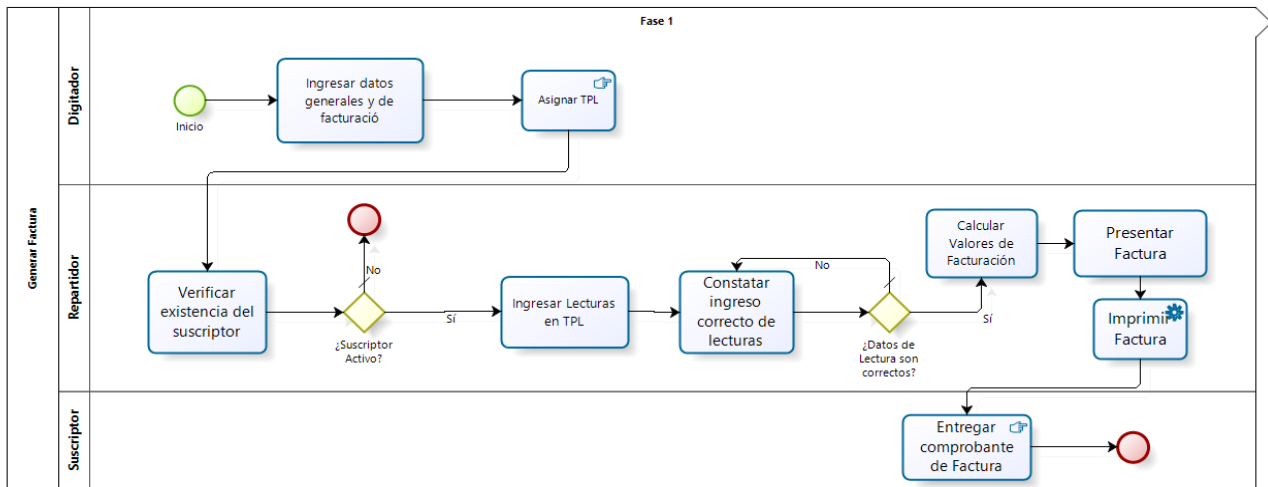 Fase 1
Generar Factura
Digitador
Inicio
Ingresar datos
generales y de
facturació
Asignar TPL
Repartidor
Verificar
existencia del
suscriptor
No
¿Suscriptor
Activo?
Sí
Ingresar Lecturas
en TPL
Constatar
ingreso
correcto de
lecturas
No
¿Datos de
Lectura son
correctos?
Sí
Calcular
Valores de
Facturación
Presentar
Factura
Imprimir
Factura
Suscriptor
Entregar
comprobante
de Factura